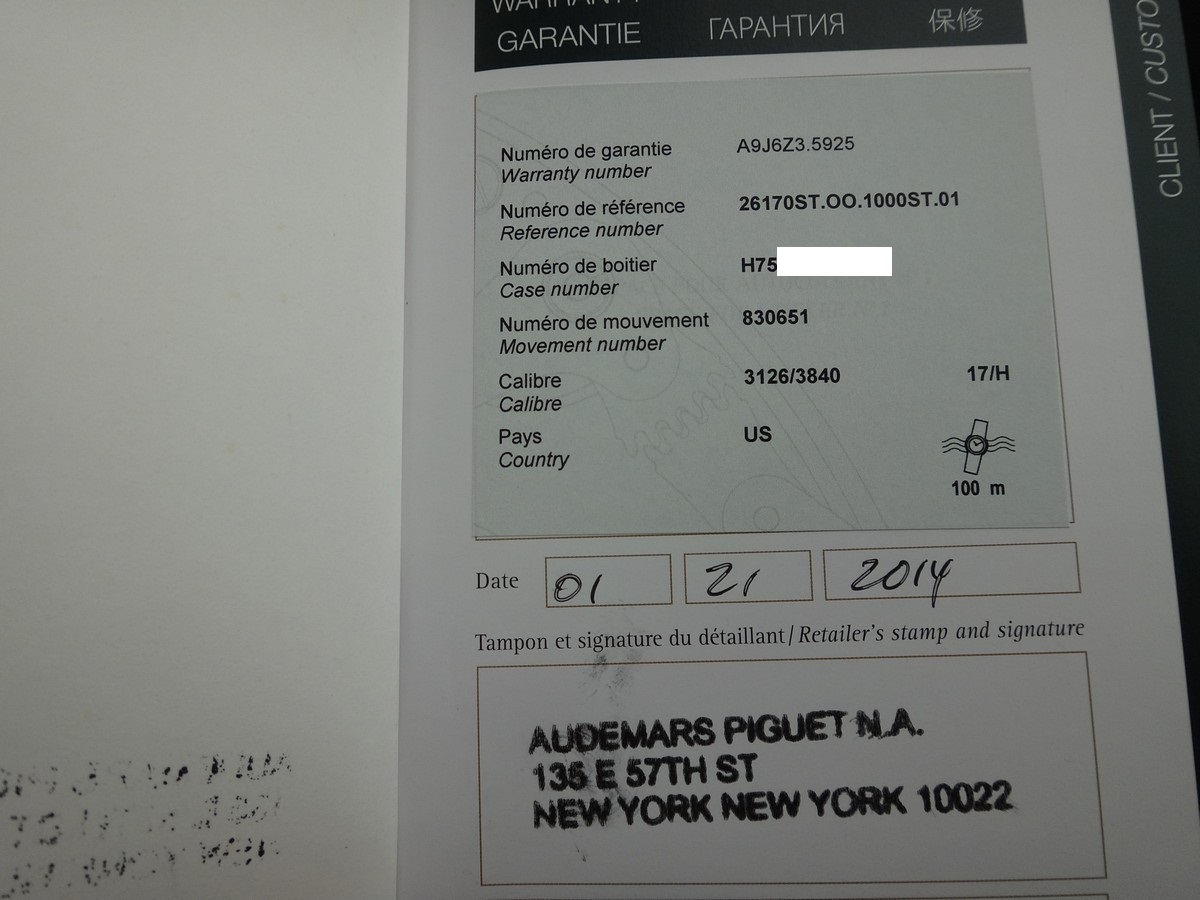 WARRANTY
GARANTIE ГАРАНТИЯ 保修
CLIENT / CUSTO
Numéro de garantie A9J6Z3.5925
Warranty number
Numéro de référence 26170ST.OO.1000ST.01
Reference number
Numéro de boitier H75
Case number
Numéro de mouvement 830651
Movement number
Calibre 3126/3840 17/H
Calibre
Pays US
Country
100 m
Date 01 21 2014
Tampon et signature du détaillant / Retailer's stamp and signature
AUDEMARS PIGUET N.A.
135 E 57TH ST
NEW YORK NEW YORK 10022